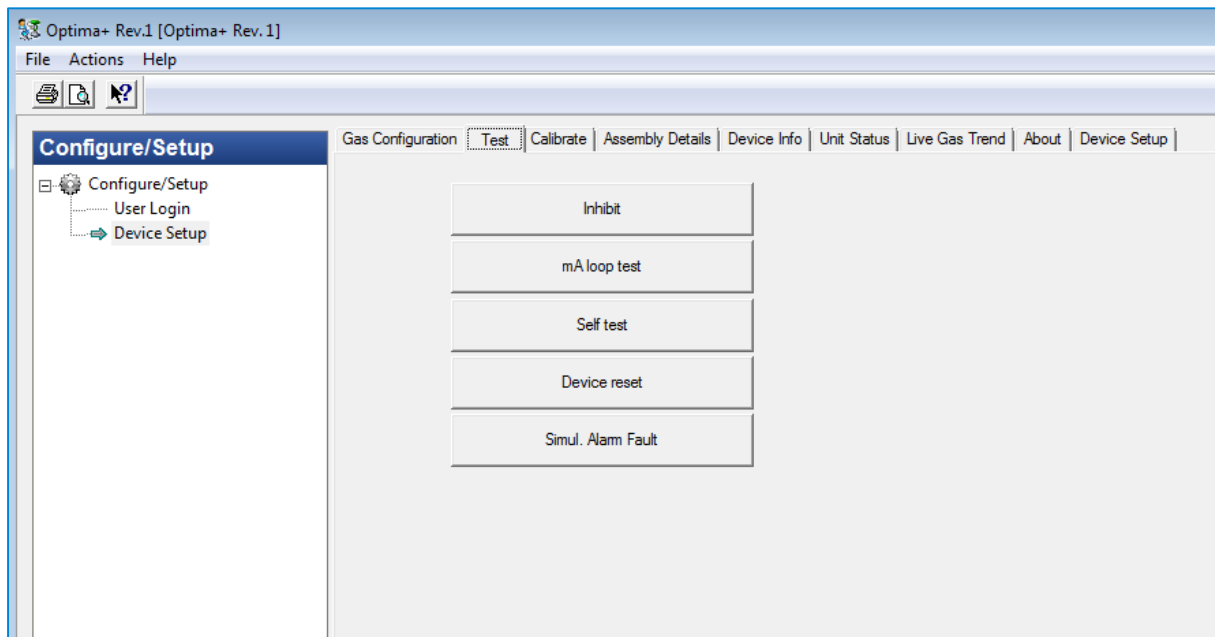 Optima+ Rev.1 [Optima+ Rev. 1]
File Actions Help
Configure/Setup
Gas Configuration Test Calibrate Assembly Details Device Info Unit Status Live Gas Trend About Device Setup
Configure/Setup
User Login
Device Setup
Inhibit
mA loop test
Self test
Device reset
Simul. Alarm Fault